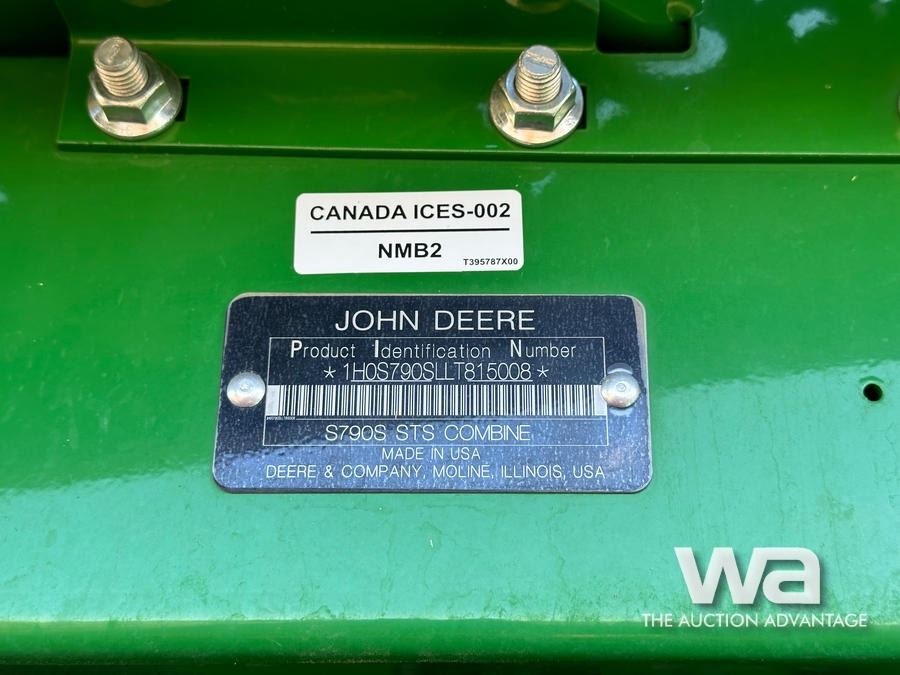 CANADA ICES-002
NMB2
T395787X00
JOHN DEERE
Product Identification Number
* 1H0S790SLLT815008 *
S790S STS COMBINE
MADE IN USA
DEERE & COMPANY, MOLINE, ILLINOIS, USA
wa
THE AUCTION ADVANTAGE